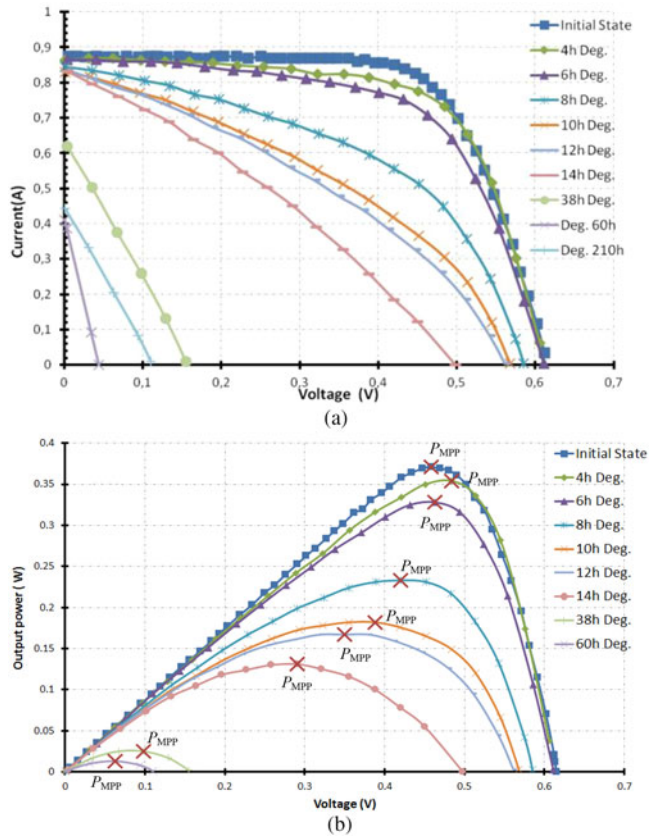 1
0,9
0,8
0,7
0,6
0,5
0,4
0,3
0,2
0,1
0
Current(A)
0 0,1 0,2 0,3 0,4 0,5 0,6 0,7
Voltage (V)
Initial State
4h Deg.
6h Deg.
8h Deg.
10h Deg.
12h Deg.
14h Deg.
38h Deg.
Deg. 60h
Deg. 210h
(a)
0.4
0.35
0.3
0.25
0.2
0.15
0.1
0.05
0
Output power (W)
PMPP
PMPP
PMPP
PMPP
PMPP
PMPP
PMPP
PMPP
PMPP
0 0.1 0.2 0.3 0.4 0.5 0.6 0.7
Voltage (V)
Initial State
4h Deg.
6h Deg.
8h Deg.
10h Deg.
12h Deg.
14h Deg.
38h Deg.
60h Deg.
(b)